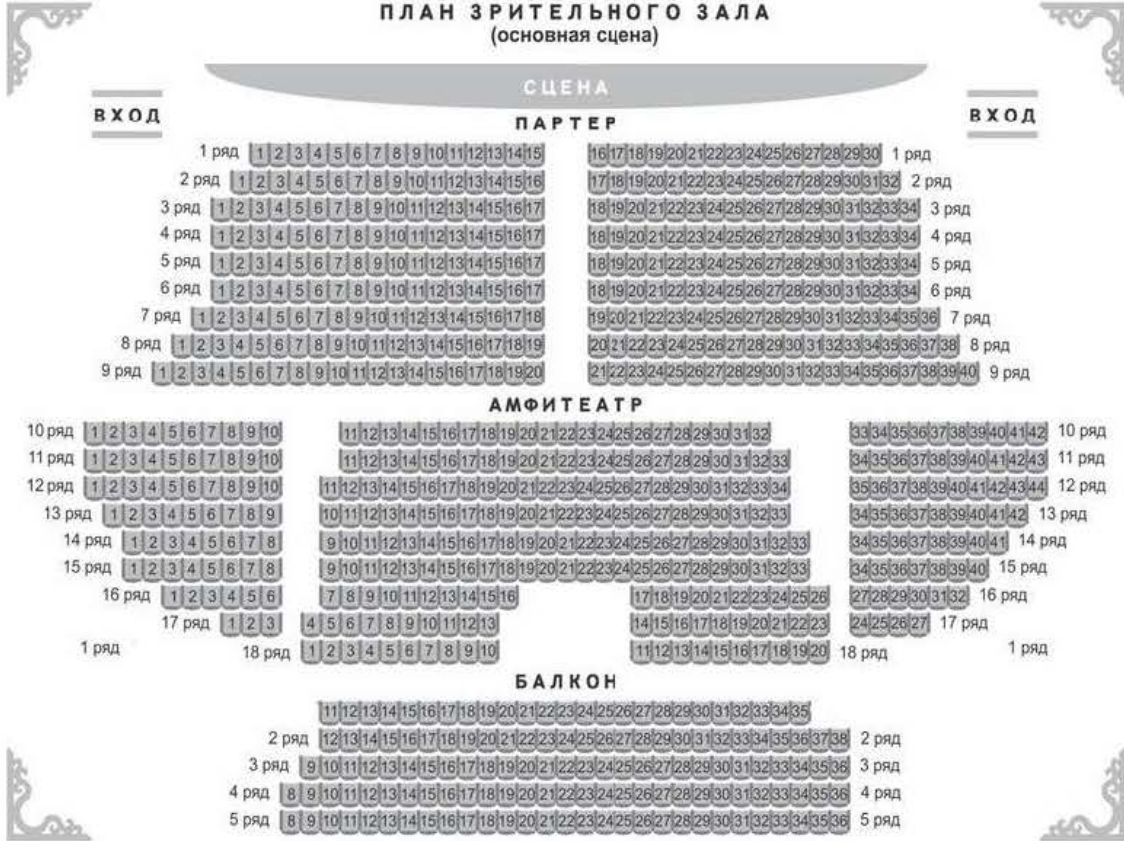 ПЛАН ЗРИТЕЛЬНОГО ЗАЛА
(основная сцена)
СЦЕНА
ВХОД ВХОД
ПАРТЕР
1 ряд 1 2 3 4 5 6 7 8 9 10 11 12 13 14 15 16 17 18 19 20 21 22 23 24 25 26 27 28 29 30 1 ряд
2 ряд 1 2 3 4 5 6 7 8 9 10 11 12 13 14 15 16 17 18 19 20 21 22 23 24 25 26 27 28 29 30 31 32 2 ряд
3 ряд 1 2 3 4 5 6 7 8 9 10 11 12 13 14 15 16 17 18 19 20 21 22 23 24 25 26 27 28 29 30 31 32 33 34 3 ряд
4 ряд 1 2 3 4 5 6 7 8 9 10 11 12 13 14 15 16 17 18 19 20 21 22 23 24 25 26 27 28 29 30 31 32 33 34 4 ряд
5 ряд 1 2 3 4 5 6 7 8 9 10 11 12 13 14 15 16 17 18 19 20 21 22 23 24 25 26 27 28 29 30 31 32 33 34 5 ряд
6 ряд 1 2 3 4 5 6 7 8 9 10 11 12 13 14 15 16 17 18 19 20 21 22 23 24 25 26 27 28 29 30 31 32 33 34 6 ряд
7 ряд 1 2 3 4 5 6 7 8 9 10 11 12 13 14 15 16 17 18 19 20 21 22 23 24 25 26 27 28 29 30 31 32 33 34 35 36 7 ряд
8 ряд 1 2 3 4 5 6 7 8 9 10 11 12 13 14 15 16 17 18 19 20 21 22 23 24 25 26 27 28 29 30 31 32 33 34 35 36 37 38 8 ряд
9 ряд 1 2 3 4 5 6 7 8 9 10 11 12 13 14 15 16 17 18 19 20 21 22 23 24 25 26 27 28 29 30 31 32 33 34 35 36 37 38 39 40 9 ряд
АМФИТЕАТР
10 ряд 1 2 3 4 5 6 7 8 9 10 11 12 13 14 15 16 17 18 19 20 21 22 23 24 25 26 27 28 29 30 31 32 33 34 35 36 37 38 39 40 41 42 10 ряд
11 ряд 1 2 3 4 5 6 7 8 9 10 11 12 13 14 15 16 17 18 19 20 21 22 23 24 25 26 27 28 29 30 31 32 33 34 35 36 37 38 39 40 41 42 43 11 ряд
12 ряд 1 2 3 4 5 6 7 8 9 10 11 12 13 14 15 16 17 18 19 20 21 22 23 24 25 26 27 28 29 30 31 32 33 34 35 36 37 38 39 40 41 42 43 44 12 ряд
13 ряд 1 2 3 4 5 6 7 8 9 10 11 12 13 14 15 16 17 18 19 20 21 22 23 24 25 26 27 28 29 30 31 32 33 34 35 36 37 38 39 40 41 42 13 ряд
14 ряд 1 2 3 4 5 6 7 8 9 10 11 12 13 14 15 16 17 18 19 20 21 22 23 24 25 26 27 28 29 30 31 32 33 34 35 36 37 38 39 40 41 14 ряд
15 ряд 1 2 3 4 5 6 7 8 9 10 11 12 13 14 15 16 17 18 19 20 21 22 23 24 25 26 27 28 29 30 31 32 33 34 35 36 37 38 39 40 15 ряд
16 ряд 1 2 3 4 5 6 7 8 9 10 11 12 13 14 15 16 17 18 19 20 21 22 23 24 25 26 27 28 29 30 31 32 16 ряд
17 ряд 1 2 3 4 5 6 7 8 9 10 11 12 13 14 15 16 17 18 19 20 21 22 23 24 25 26 27 17 ряд
1 ряд 18 ряд 1 2 3 4 5 6 7 8 9 10 11 12 13 14 15 16 17 18 19 20 18 ряд 1 ряд
БАЛКОН
11 12 13 14 15 16 17 18 19 20 21 22 23 24 25 26 27 28 29 30 31 32 33 34 35
2 ряд 12 13 14 15 16 17 18 19 20 21 22 23 24 25 26 27 28 29 30 31 32 33 34 35 36 37 38 2 ряд
3 ряд 9 10 11 12 13 14 15 16 17 18 19 20 21 22 23 24 25 26 27 28 29 30 31 32 33 34 35 36 3 ряд
4 ряд 8 9 10 11 12 13 14 15 16 17 18 19 20 21 22 23 24 25 26 27 28 29 30 31 32 33 34 35 36 4 ряд
5 ряд 8 9 10 11 12 13 14 15 16 17 18 19 20 21 22 23 24 25 26 27 28 29 30 31 32 33 34 35 36 5 ряд